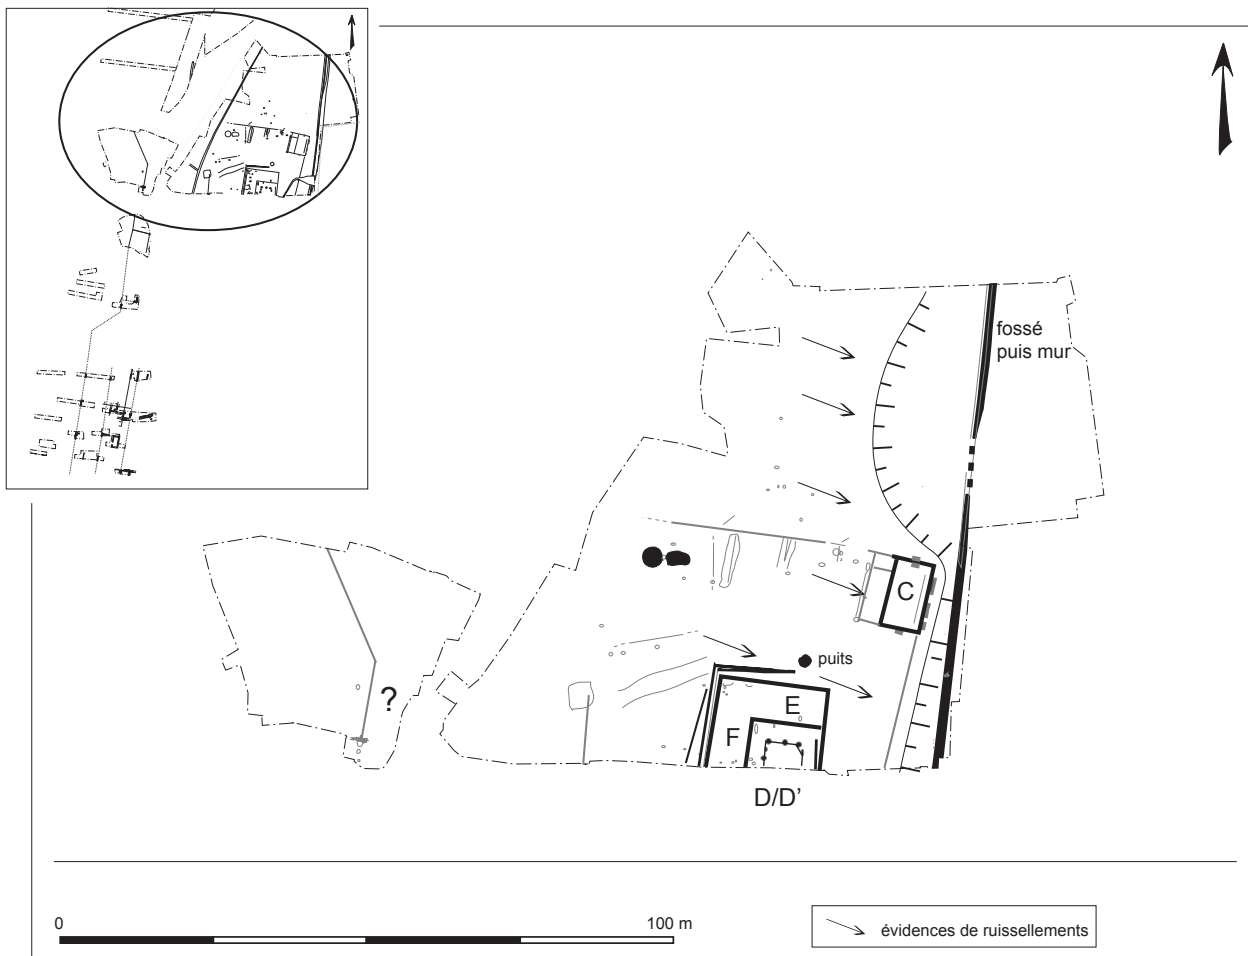 fossé
puis mur
C
puits
?
E
F
D/D’
0
100 m
évidences de ruissellements